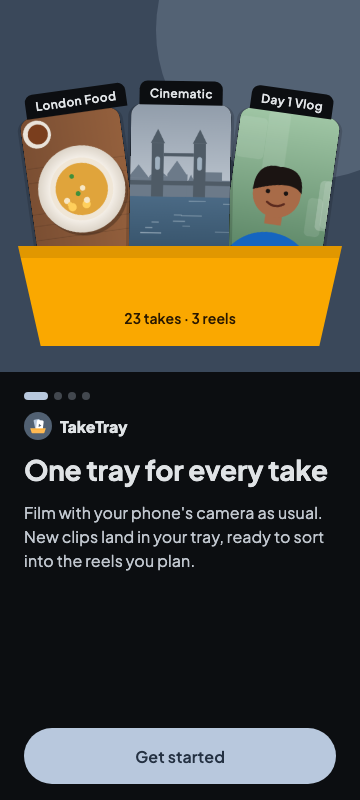 London Food
Cinematic
Day 1 Vlog
23 takes · 3 reels
TakeTray
One tray for every take
Film with your phone's camera as usual.
New clips land in your tray, ready to sort
into the reels you plan.
Get started